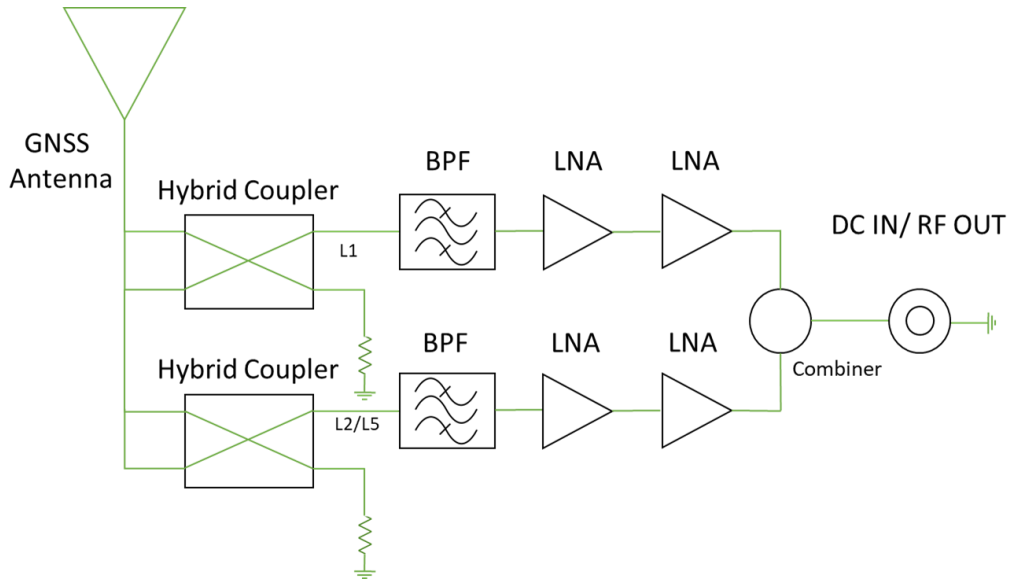 GNSS
Antenna
Hybrid Coupler
L1
BPF
LNA
LNA
DC IN/ RF OUT
Hybrid Coupler
L2/L5
BPF
LNA
LNA
Combiner